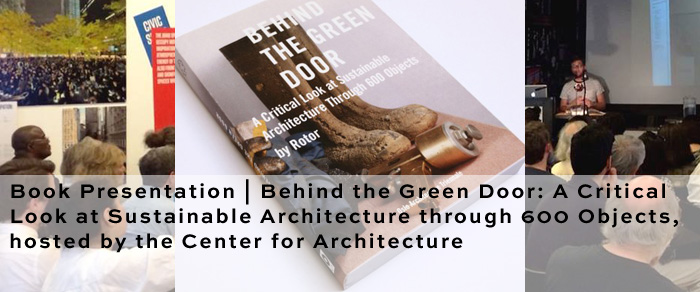 CIVIC
BEHIND
THE GREEN
DOOR
A Critical Look at Sustainable
Architecture Through 600 Objects
by Rotor
Book Presentation | Behind the Green Door: A Critical
Look at Sustainable Architecture through 600 Objects,
hosted by the Center for Architecture